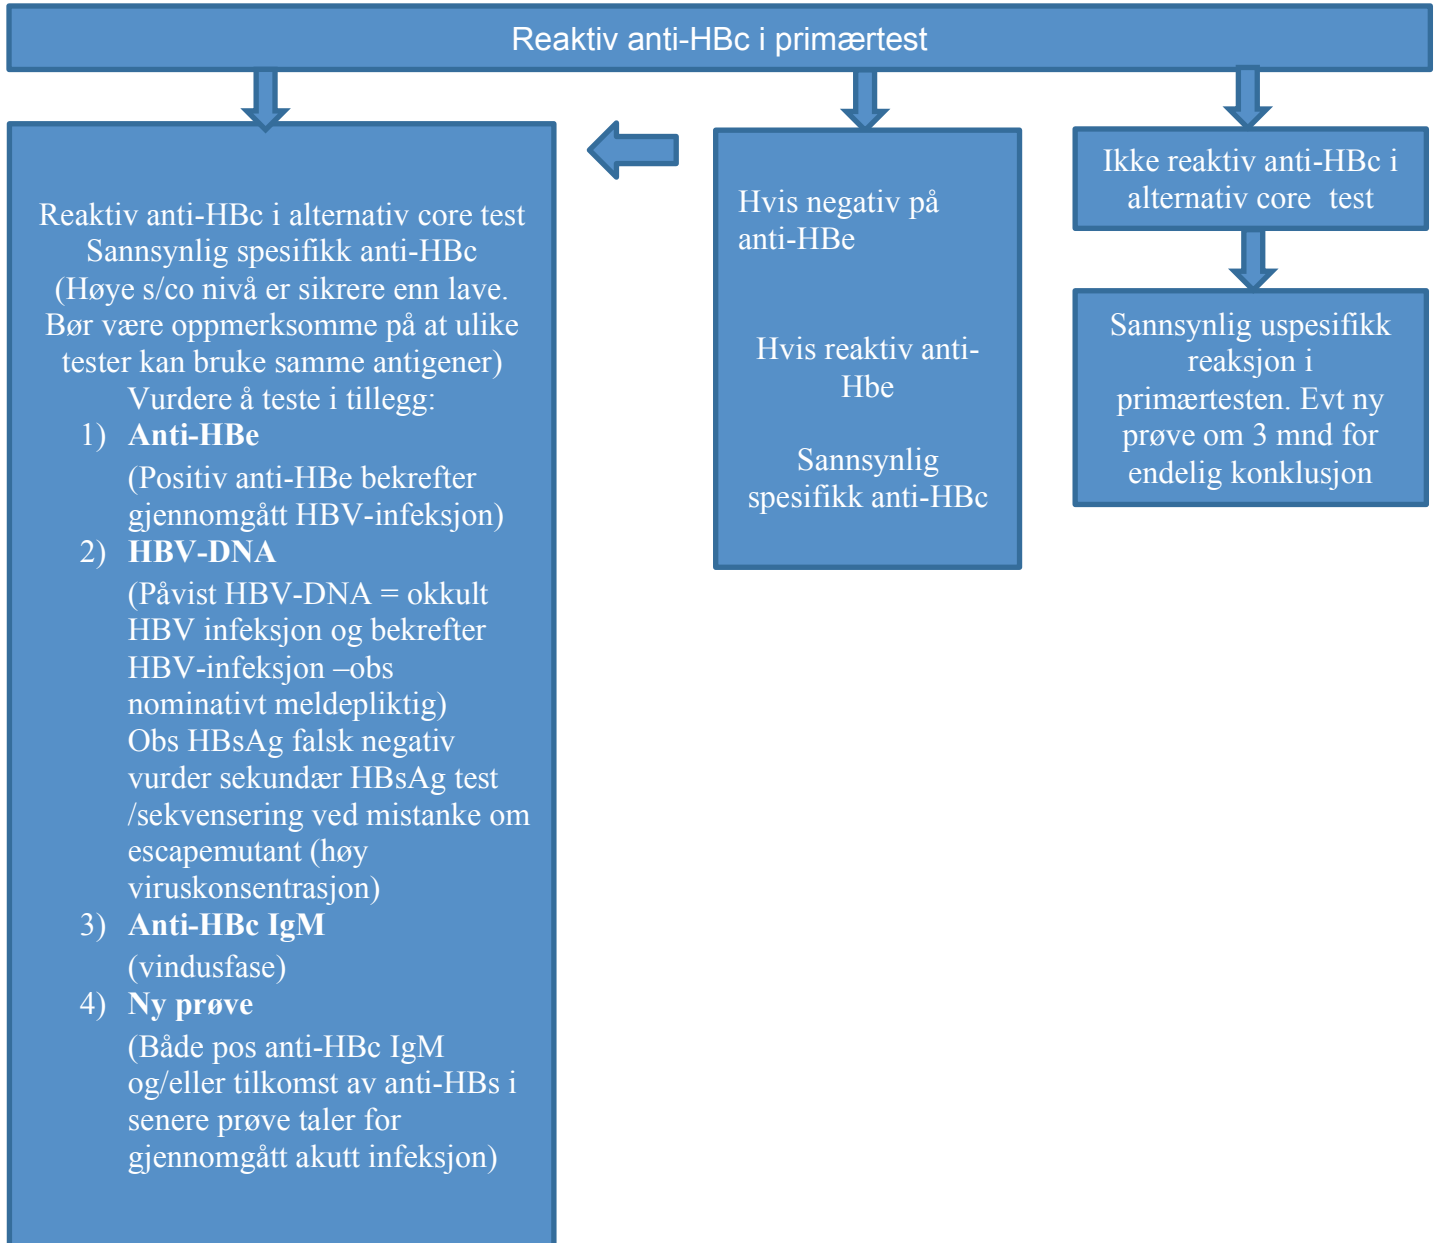 Reaktiv anti-HBc i primærtest
Reaktiv anti-HBc i alternativ core test
Sannsynlig spesifikk anti-HBc
(Høye s/co nivå er sikrere enn lave.
Bør være oppmerksomme på at ulike
tester kan bruke samme antigener)
Vurdere å teste i tillegg:
1) Anti-HBe
(Positiv anti-HBe bekrefter
gjennomgått HBV-infeksjon)
2) HBV-DNA
(Påvist HBV-DNA = okkult
HBV infeksjon og bekrefter
HBV-infeksjon –obs
nominativt meldepliktig)
Obs HBsAg falsk negativ
vurder sekundær HBsAg test
/sekvensering ved mistanke om
escapemutant (høy
viruskonsentrasjon)
3) Anti-HBc IgM
(vindusfase)
4) Ny prøve
(Både pos anti-HBc IgM
og/eller tilkomst av anti-HBs i
senere prøve taler for
gjennomgått akutt infeksjon)
Hvis negativ på
anti-HBe
Hvis reaktiv anti-
Hbe
Sannsynlig
spesifikk anti-HBc
Ikke reaktiv anti-HBc i
alternativ core test
Sannsynlig uspesifikk
reaksjon i
primærtesten. Evt ny
prøve om 3 mnd for
endelig konklusjon